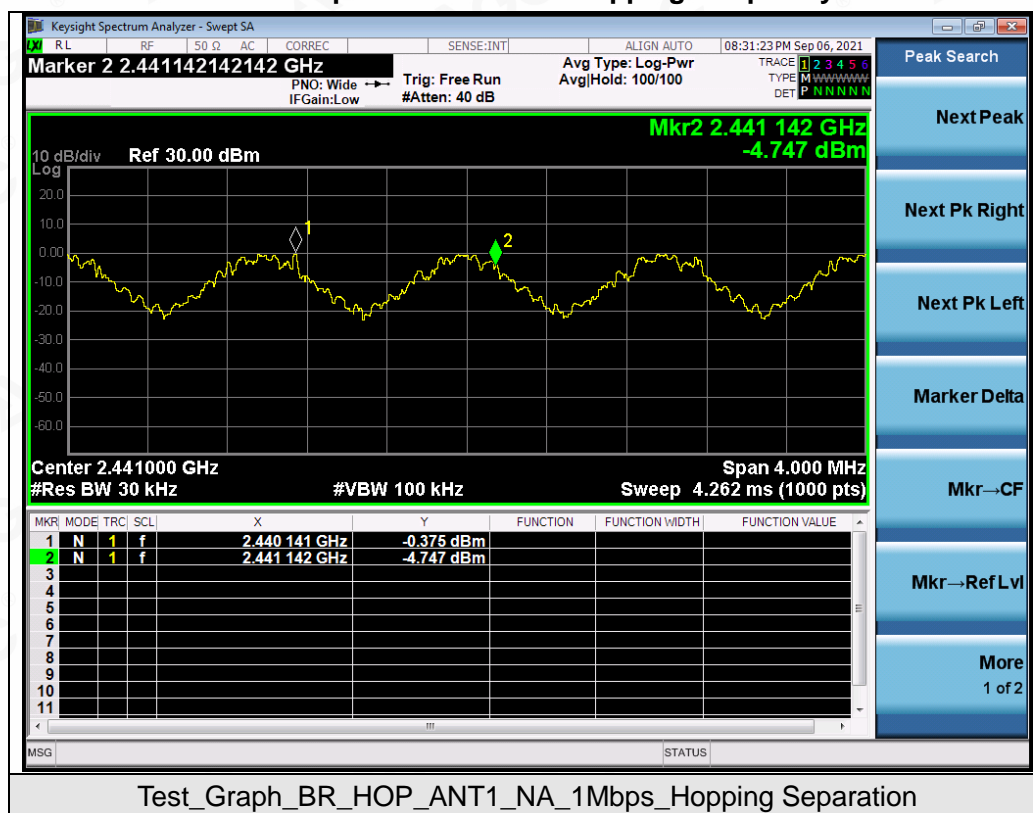 Keysight Spectrum Analyzer - Swept SA
LXI RL RF 50 Ω AC CORREC SENSE:INT ALIGN AUTO 08:31:23 PM Sep 06, 2021
Marker 2 2.441142142142 GHz
PNO: Wide
IFGain:Low
Trig: Free Run
#Atten: 40 dB
Avg Type: Log-Pwr
Avg|Hold: 100/100
TRACE 1 2 3 4 5 6
TYPE M WWWWW
DET P N N N N N
Mkr2 2.441 142 GHz
-4.747 dBm
10 dB/div Ref 30.00 dBm
Log
20.0
10.0
0.00
-10.0
-20.0
-30.0
-40.0
-50.0
-60.0
1
2
Center 2.441000 GHz Span 4.000 MHz
#Res BW 30 kHz #VBW 100 kHz Sweep 4.262 ms (1000 pts)
MKR MODE TRC SCL X Y FUNCTION FUNCTION WIDTH FUNCTION VALUE
1 N 1 f 2.440 141 GHz -0.375 dBm
2 N 1 f 2.441 142 GHz -4.747 dBm
3
4
5
6
7
8
9
10
11
MSG STATUS
Peak Search
Next Peak
Next Pk Right
Next Pk Left
Marker Delta
Mkr→CF
Mkr→Ref Lvl
More
1 of 2
Test_Graph_BR_HOP_ANT1_NA_1Mbps_Hopping Separation